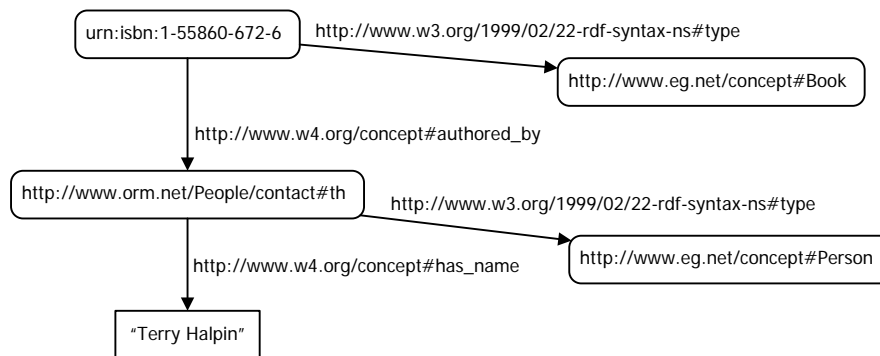 urn:isbn:1-55860-672-6
http://www.w3.org/1999/02/22-rdf-syntax-ns#type
http://www.eg.net/concept#Book
http://www.w4.org/concept#authored_by
http://www.orm.net/People/contact#th
http://www.w3.org/1999/02/22-rdf-syntax-ns#type
http://www.w4.org/concept#has_name
http://www.eg.net/concept#Person
“Terry Halpin”